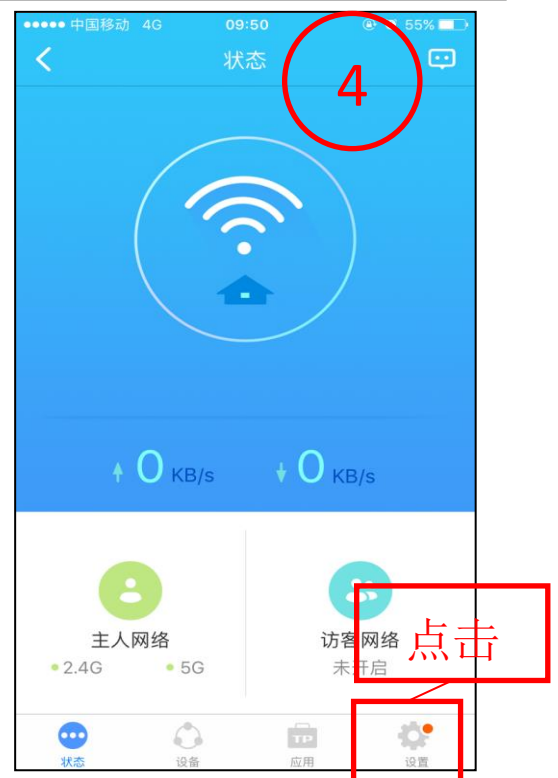 中国移动 4G 09:50 55%
状态
4
0 KB/s 0 KB/s
主人网络 访客网络
2.4G 5G 未开启
点击
TP
状态 设备 应用 设置